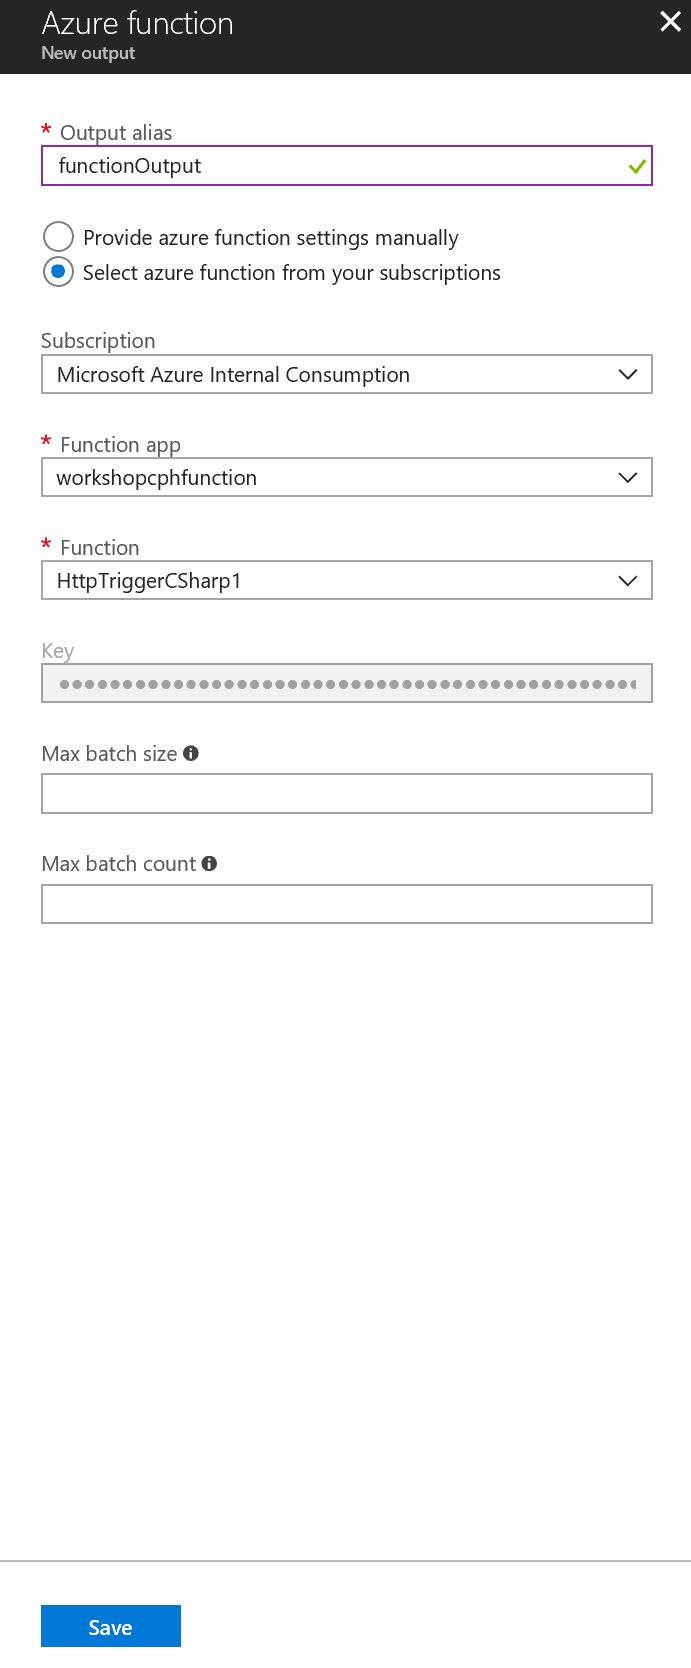 Azure function
New output
* Output alias
functionOutput
Provide azure function settings manually
Select azure function from your subscriptions
Subscription
Microsoft Azure Internal Consumption
* Function app
workshopcphfunction
* Function
HttpTriggerCSharp1
Key
Max batch size
Max batch count
Save